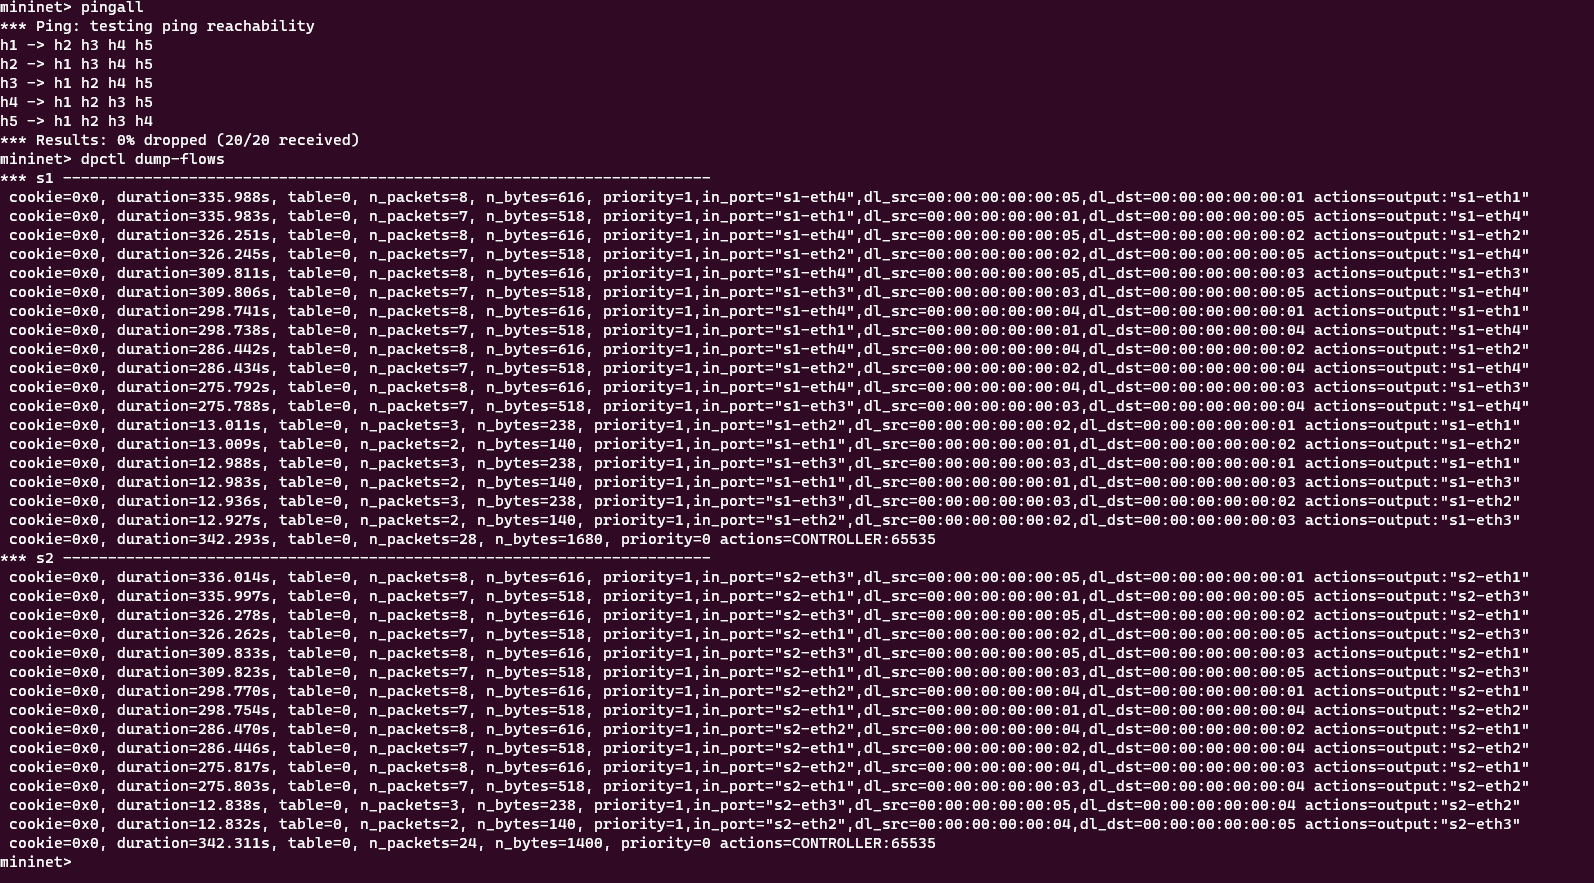 mininet> pingall
*** Ping: testing ping reachability
h1 -> h2 h3 h4 h5
h2 -> h1 h3 h4 h5
h3 -> h1 h2 h4 h5
h4 -> h1 h2 h3 h5
h5 -> h1 h2 h3 h4
*** Results: 0% dropped (20/20 received)
mininet> dpctl dump-flows
*** s1 ------------------------------------------------------------------------
 cookie=0x0, duration=335.988s, table=0, n_packets=8, n_bytes=616, priority=1,in_port="s1-eth4",dl_src=00:00:00:00:00:05,dl_dst=00:00:00:00:00:01 actions=output:"s1-eth1"
 cookie=0x0, duration=335.983s, table=0, n_packets=7, n_bytes=518, priority=1,in_port="s1-eth1",dl_src=00:00:00:00:00:01,dl_dst=00:00:00:00:00:05 actions=output:"s1-eth4"
 cookie=0x0, duration=326.251s, table=0, n_packets=8, n_bytes=616, priority=1,in_port="s1-eth4",dl_src=00:00:00:00:00:05,dl_dst=00:00:00:00:00:02 actions=output:"s1-eth2"
 cookie=0x0, duration=326.245s, table=0, n_packets=7, n_bytes=518, priority=1,in_port="s1-eth2",dl_src=00:00:00:00:00:02,dl_dst=00:00:00:00:00:05 actions=output:"s1-eth4"
 cookie=0x0, duration=309.811s, table=0, n_packets=8, n_bytes=616, priority=1,in_port="s1-eth4",dl_src=00:00:00:00:00:05,dl_dst=00:00:00:00:00:03 actions=output:"s1-eth3"
 cookie=0x0, duration=309.806s, table=0, n_packets=7, n_bytes=518, priority=1,in_port="s1-eth3",dl_src=00:00:00:00:00:03,dl_dst=00:00:00:00:00:05 actions=output:"s1-eth4"
 cookie=0x0, duration=298.741s, table=0, n_packets=8, n_bytes=616, priority=1,in_port="s1-eth4",dl_src=00:00:00:00:00:04,dl_dst=00:00:00:00:00:01 actions=output:"s1-eth1"
 cookie=0x0, duration=298.738s, table=0, n_packets=7, n_bytes=518, priority=1,in_port="s1-eth1",dl_src=00:00:00:00:00:01,dl_dst=00:00:00:00:00:04 actions=output:"s1-eth4"
 cookie=0x0, duration=286.442s, table=0, n_packets=8, n_bytes=616, priority=1,in_port="s1-eth4",dl_src=00:00:00:00:00:04,dl_dst=00:00:00:00:00:02 actions=output:"s1-eth2"
 cookie=0x0, duration=286.434s, table=0, n_packets=7, n_bytes=518, priority=1,in_port="s1-eth2",dl_src=00:00:00:00:00:02,dl_dst=00:00:00:00:00:04 actions=output:"s1-eth4"
 cookie=0x0, duration=275.792s, table=0, n_packets=8, n_bytes=616, priority=1,in_port="s1-eth4",dl_src=00:00:00:00:00:04,dl_dst=00:00:00:00:00:03 actions=output:"s1-eth3"
 cookie=0x0, duration=275.788s, table=0, n_packets=7, n_bytes=518, priority=1,in_port="s1-eth3",dl_src=00:00:00:00:00:03,dl_dst=00:00:00:00:00:04 actions=output:"s1-eth4"
 cookie=0x0, duration=13.011s, table=0, n_packets=3, n_bytes=238, priority=1,in_port="s1-eth2",dl_src=00:00:00:00:00:02,dl_dst=00:00:00:00:00:01 actions=output:"s1-eth1"
 cookie=0x0, duration=13.009s, table=0, n_packets=2, n_bytes=140, priority=1,in_port="s1-eth1",dl_src=00:00:00:00:00:01,dl_dst=00:00:00:00:00:02 actions=output:"s1-eth2"
 cookie=0x0, duration=12.988s, table=0, n_packets=3, n_bytes=238, priority=1,in_port="s1-eth3",dl_src=00:00:00:00:00:03,dl_dst=00:00:00:00:00:01 actions=output:"s1-eth1"
 cookie=0x0, duration=12.983s, table=0, n_packets=2, n_bytes=140, priority=1,in_port="s1-eth1",dl_src=00:00:00:00:00:01,dl_dst=00:00:00:00:00:03 actions=output:"s1-eth3"
 cookie=0x0, duration=12.936s, table=0, n_packets=3, n_bytes=238, priority=1,in_port="s1-eth3",dl_src=00:00:00:00:00:03,dl_dst=00:00:00:00:00:02 actions=output:"s1-eth2"
 cookie=0x0, duration=12.927s, table=0, n_packets=2, n_bytes=140, priority=1,in_port="s1-eth2",dl_src=00:00:00:00:00:02,dl_dst=00:00:00:00:00:03 actions=output:"s1-eth3"
 cookie=0x0, duration=342.293s, table=0, n_packets=28, n_bytes=1680, priority=0 actions=CONTROLLER:65535
*** s2 ------------------------------------------------------------------------
 cookie=0x0, duration=336.014s, table=0, n_packets=8, n_bytes=616, priority=1,in_port="s2-eth3",dl_src=00:00:00:00:00:05,dl_dst=00:00:00:00:00:01 actions=output:"s2-eth1"
 cookie=0x0, duration=335.997s, table=0, n_packets=7, n_bytes=518, priority=1,in_port="s2-eth1",dl_src=00:00:00:00:00:01,dl_dst=00:00:00:00:00:05 actions=output:"s2-eth3"
 cookie=0x0, duration=326.278s, table=0, n_packets=8, n_bytes=616, priority=1,in_port="s2-eth3",dl_src=00:00:00:00:00:05,dl_dst=00:00:00:00:00:02 actions=output:"s2-eth1"
 cookie=0x0, duration=326.262s, table=0, n_packets=7, n_bytes=518, priority=1,in_port="s2-eth1",dl_src=00:00:00:00:00:02,dl_dst=00:00:00:00:00:05 actions=output:"s2-eth3"
 cookie=0x0, duration=309.833s, table=0, n_packets=8, n_bytes=616, priority=1,in_port="s2-eth3",dl_src=00:00:00:00:00:05,dl_dst=00:00:00:00:00:03 actions=output:"s2-eth1"
 cookie=0x0, duration=309.823s, table=0, n_packets=7, n_bytes=518, priority=1,in_port="s2-eth1",dl_src=00:00:00:00:00:03,dl_dst=00:00:00:00:00:05 actions=output:"s2-eth3"
 cookie=0x0, duration=298.770s, table=0, n_packets=8, n_bytes=616, priority=1,in_port="s2-eth2",dl_src=00:00:00:00:00:04,dl_dst=00:00:00:00:00:01 actions=output:"s2-eth1"
 cookie=0x0, duration=298.754s, table=0, n_packets=7, n_bytes=518, priority=1,in_port="s2-eth1",dl_src=00:00:00:00:00:01,dl_dst=00:00:00:00:00:04 actions=output:"s2-eth2"
 cookie=0x0, duration=286.470s, table=0, n_packets=8, n_bytes=616, priority=1,in_port="s2-eth2",dl_src=00:00:00:00:00:04,dl_dst=00:00:00:00:00:02 actions=output:"s2-eth1"
 cookie=0x0, duration=286.446s, table=0, n_packets=7, n_bytes=518, priority=1,in_port="s2-eth1",dl_src=00:00:00:00:00:02,dl_dst=00:00:00:00:00:04 actions=output:"s2-eth2"
 cookie=0x0, duration=275.817s, table=0, n_packets=8, n_bytes=616, priority=1,in_port="s2-eth2",dl_src=00:00:00:00:00:04,dl_dst=00:00:00:00:00:03 actions=output:"s2-eth1"
 cookie=0x0, duration=275.803s, table=0, n_packets=7, n_bytes=518, priority=1,in_port="s2-eth1",dl_src=00:00:00:00:00:03,dl_dst=00:00:00:00:00:04 actions=output:"s2-eth2"
 cookie=0x0, duration=12.838s, table=0, n_packets=3, n_bytes=238, priority=1,in_port="s2-eth3",dl_src=00:00:00:00:00:05,dl_dst=00:00:00:00:00:04 actions=output:"s2-eth2"
 cookie=0x0, duration=12.832s, table=0, n_packets=2, n_bytes=140, priority=1,in_port="s2-eth2",dl_src=00:00:00:00:00:04,dl_dst=00:00:00:00:00:05 actions=output:"s2-eth3"
 cookie=0x0, duration=342.311s, table=0, n_packets=24, n_bytes=1400, priority=0 actions=CONTROLLER:65535
mininet>